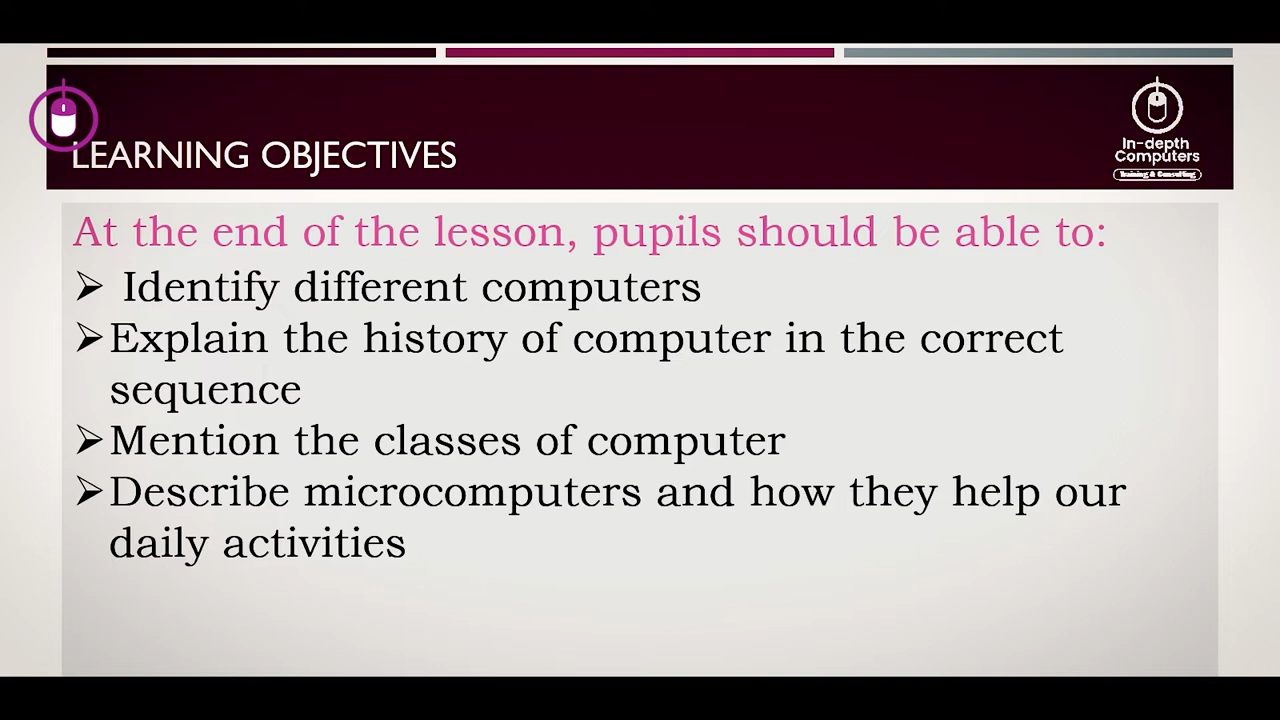 In-depth
Computers
Training & Consulting
LEARNING OBJECTIVES
At the end of the lesson, pupils should be able to:
➢ Identify different computers
➢Explain the history of computer in the correct
sequence
➢Mention the classes of computer
➢Describe microcomputers and how they help our
daily activities